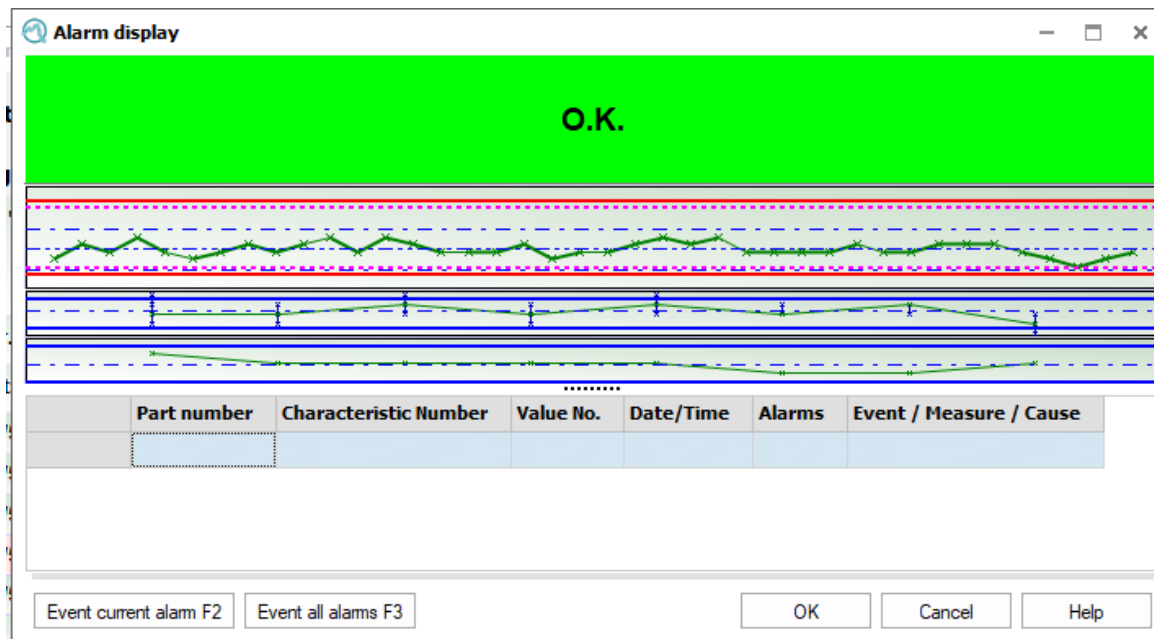 Alarm display
O.K.
Part number Characteristic Number Value No. Date/Time Alarms Event / Measure / Cause
Event current alarm F2 Event all alarms F3 OK Cancel Help